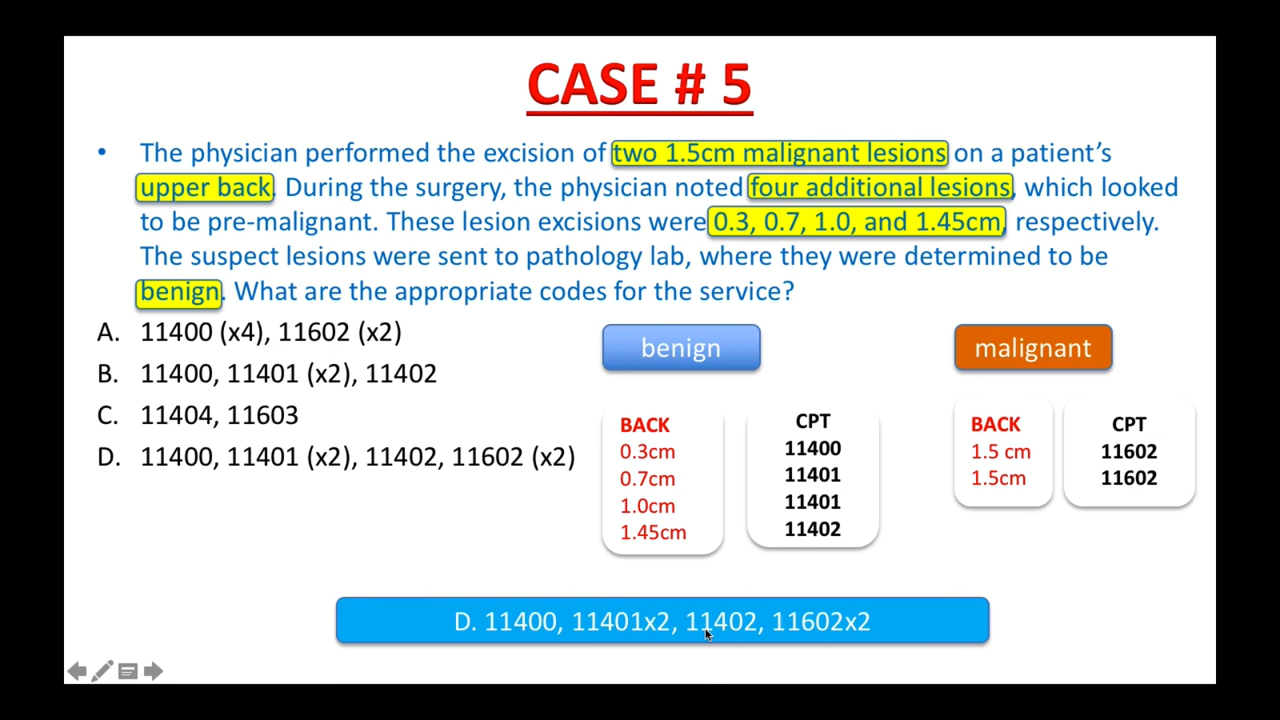 CASE # 5
• The physician performed the excision of two 1.5cm malignant lesions on a patient's
upper back. During the surgery, the physician noted four additional lesions, which looked
to be pre-malignant. These lesion excisions were 0.3, 0.7, 1.0, and 1.45cm, respectively.
The suspect lesions were sent to pathology lab, where they were determined to be
benign. What are the appropriate codes for the service?
A. 11400 (x4), 11602 (x2)
B. 11400, 11401 (x2), 11402
C. 11404, 11603
D. 11400, 11401 (x2), 11402, 11602 (x2)
benign
BACK
0.3cm
0.7cm
1.0cm
1.45cm
CPT
11400
11401
11401
11402
malignant
BACK
1.5 cm
1.5cm
CPT
11602
11602
D. 11400, 11401x2, 11402, 11602x2